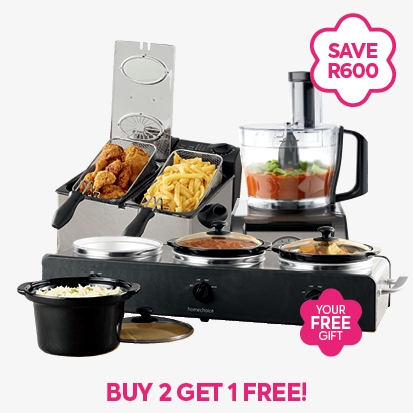 SAVE
R600
homechoice
YOUR
FREE
GIFT
BUY 2 GET 1 FREE!